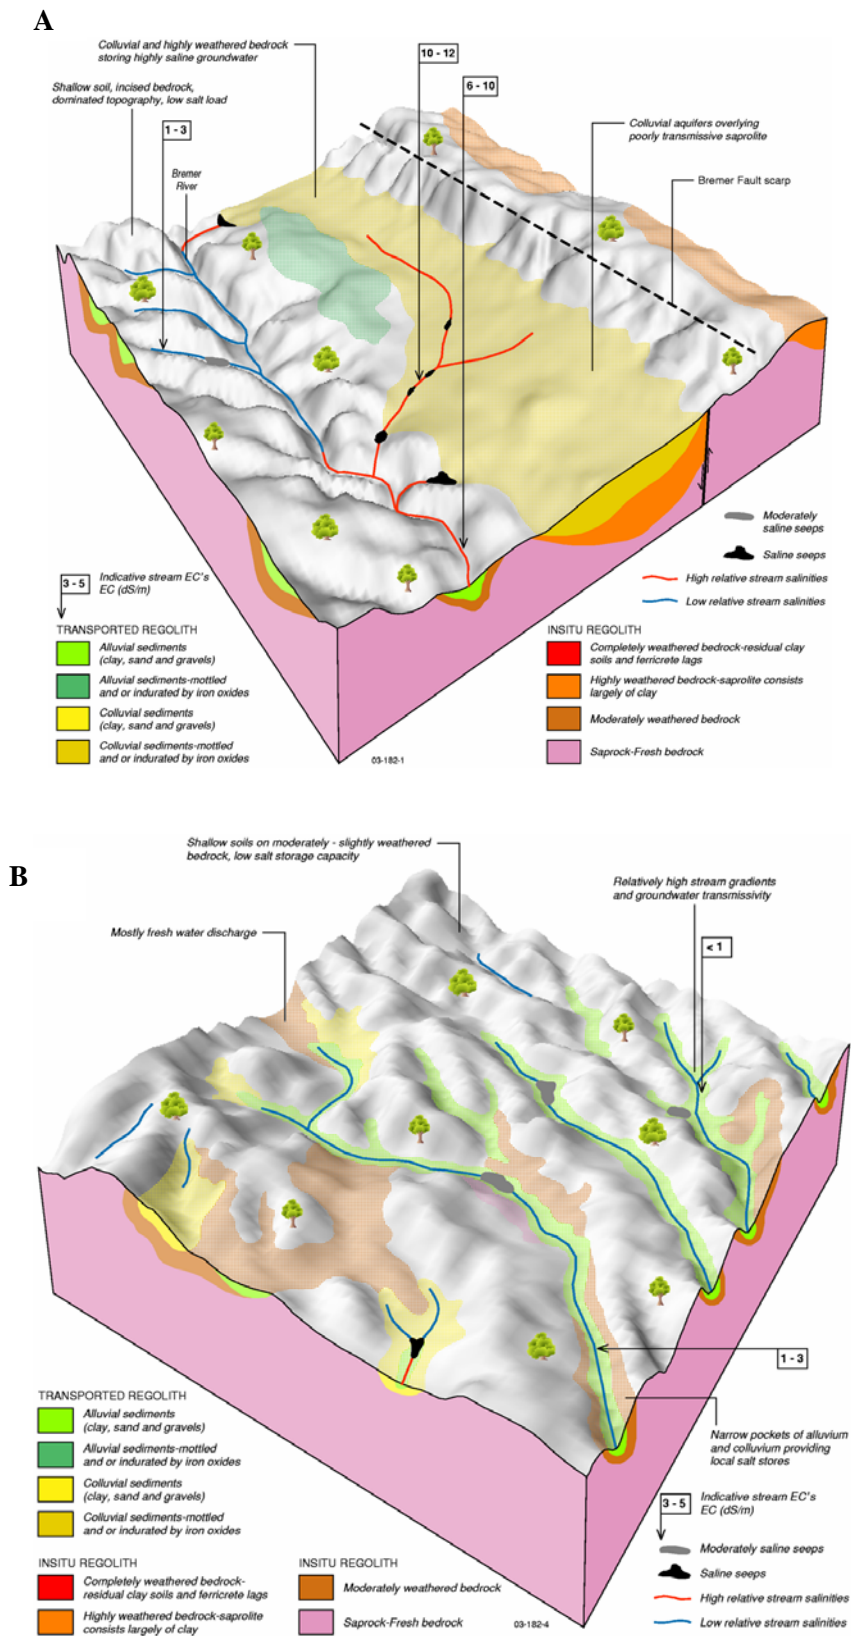 A
Colluvial and highly weathered bedrock
storing highly saline groundwater
10 - 12
6 - 10
Shallow soil, incised bedrock,
dominated topography, low salt load
1 - 3
Colluvial aquifers overlying
poorly transmissive saprolite
Bremer
River
Bremer Fault scarp
Moderately
saline seeps
Saline seeps
High relative stream salinities
Low relative stream salinities
3 - 5
Indicative stream EC's
EC (dS/m)
TRANSPORTED REGOLITH
Alluvial sediments
(clay, sand and gravels)
Alluvial sediments-mottled
and or indurated by iron oxides
Colluvial sediments
(clay, sand and gravels)
Colluvial sediments-mottled
and or indurated by iron oxides
INSITU REGOLITH
Completely weathered bedrock-residual clay
soils and ferricrete lags
Highly weathered bedrock-saprolite consists
largely of clay
Moderately weathered bedrock
Saprock-Fresh bedrock
03-182-1
B
Shallow soils on moderately - slightly weathered
bedrock, low salt storage capacity
Relatively high stream gradients
and groundwater transmissivity
Mostly fresh water discharge
< 1
1 - 3
Narrow pockets of alluvium
and colluvium providing
local salt stores
TRANSPORTED REGOLITH
Alluvial sediments
(clay, sand and gravels)
Alluvial sediments-mottled
and or indurated by iron oxides
Colluvial sediments
(clay, sand and gravels)
Colluvial sediments-mottled
and or indurated by iron oxides
INSITU REGOLITH
Completely weathered bedrock-
residual clay soils and ferricrete lags
Highly weathered bedrock-saprolite
consists largely of clay
INSITU REGOLITH
Moderately weathered bedrock
Saprock-Fresh bedrock
03-182-4
3 - 5
Indicative stream EC's
EC (dS/m)
Moderately saline seeps
Saline seeps
High relative stream salinities
Low relative stream salinities